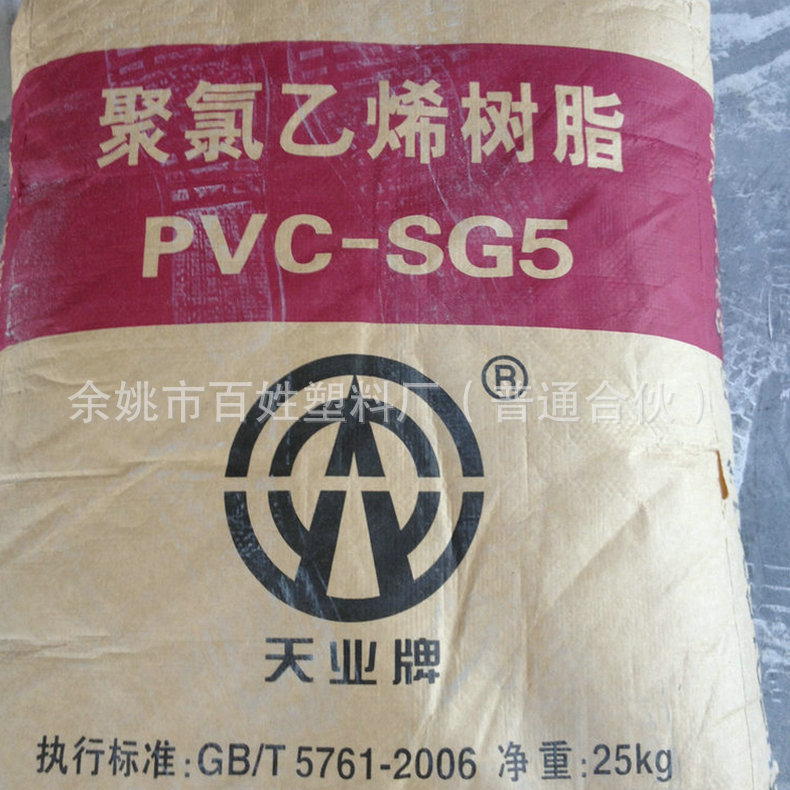 聚氯乙烯树脂
PVC-SG5
®
余姚市百姓塑料厂（普通合伙）
天业牌
执行标准:GB/T 5761-2006 净重:25kg